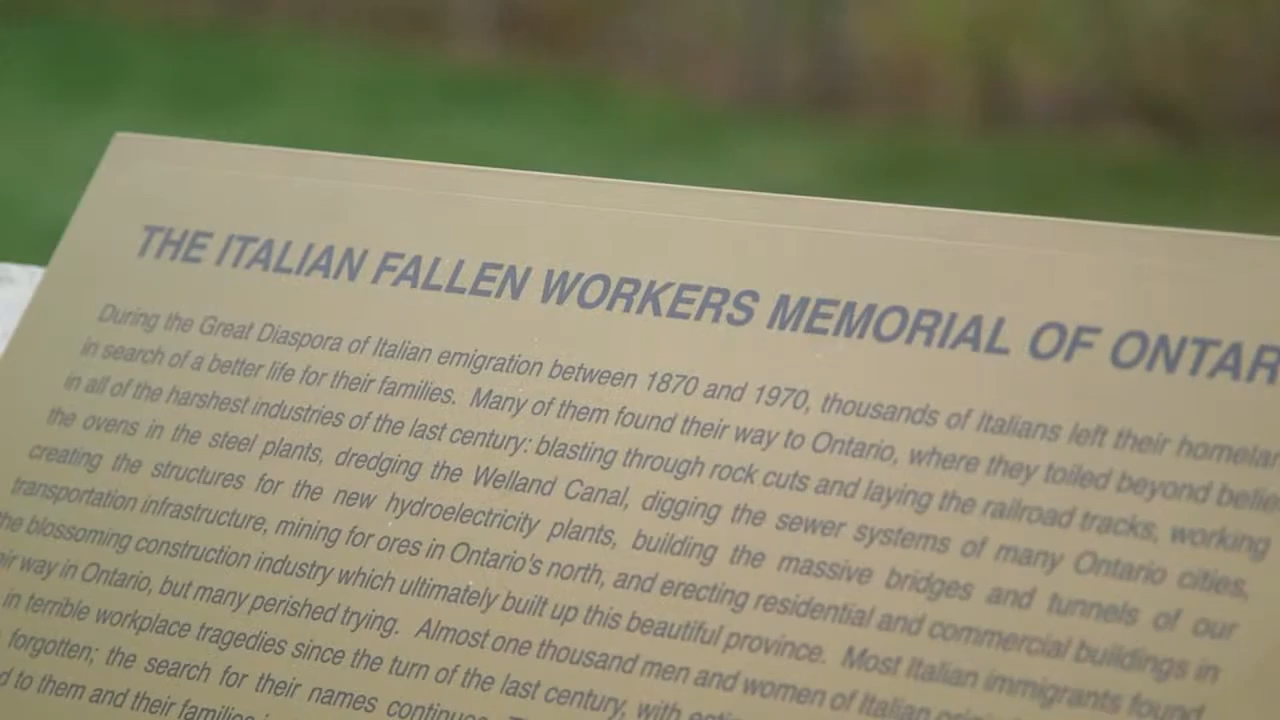 THE ITALIAN FALLEN WORKERS MEMORIAL OF ONTAR
During the Great Diaspora of Italian emigration between 1870 and 1970, thousands of Italians left their homelan
in search of a better life for their families. Many of them found their way to Ontario, where they toiled beyond belie
in all of the harshest industries of the last century: blasting through rock cuts and laying the railroad tracks, working
the ovens in the steel plants, dredging the Welland Canal, digging the sewer systems of many Ontario cities,
creating the structures for the new hydroelectricity plants, building the massive bridges and tunnels of our
transportation infrastructure, mining for ores in Ontario's north, and erecting residential and commercial buildings in
the blossoming construction industry which ultimately built up this beautiful province. Most Italian immigrants found
eir way in Ontario, but many perished trying. Almost one thousand men and women of Italian
in terrible workplace tragedies since the turn of the last century, with
forgotten; the search for their names continues.
d to them and their families